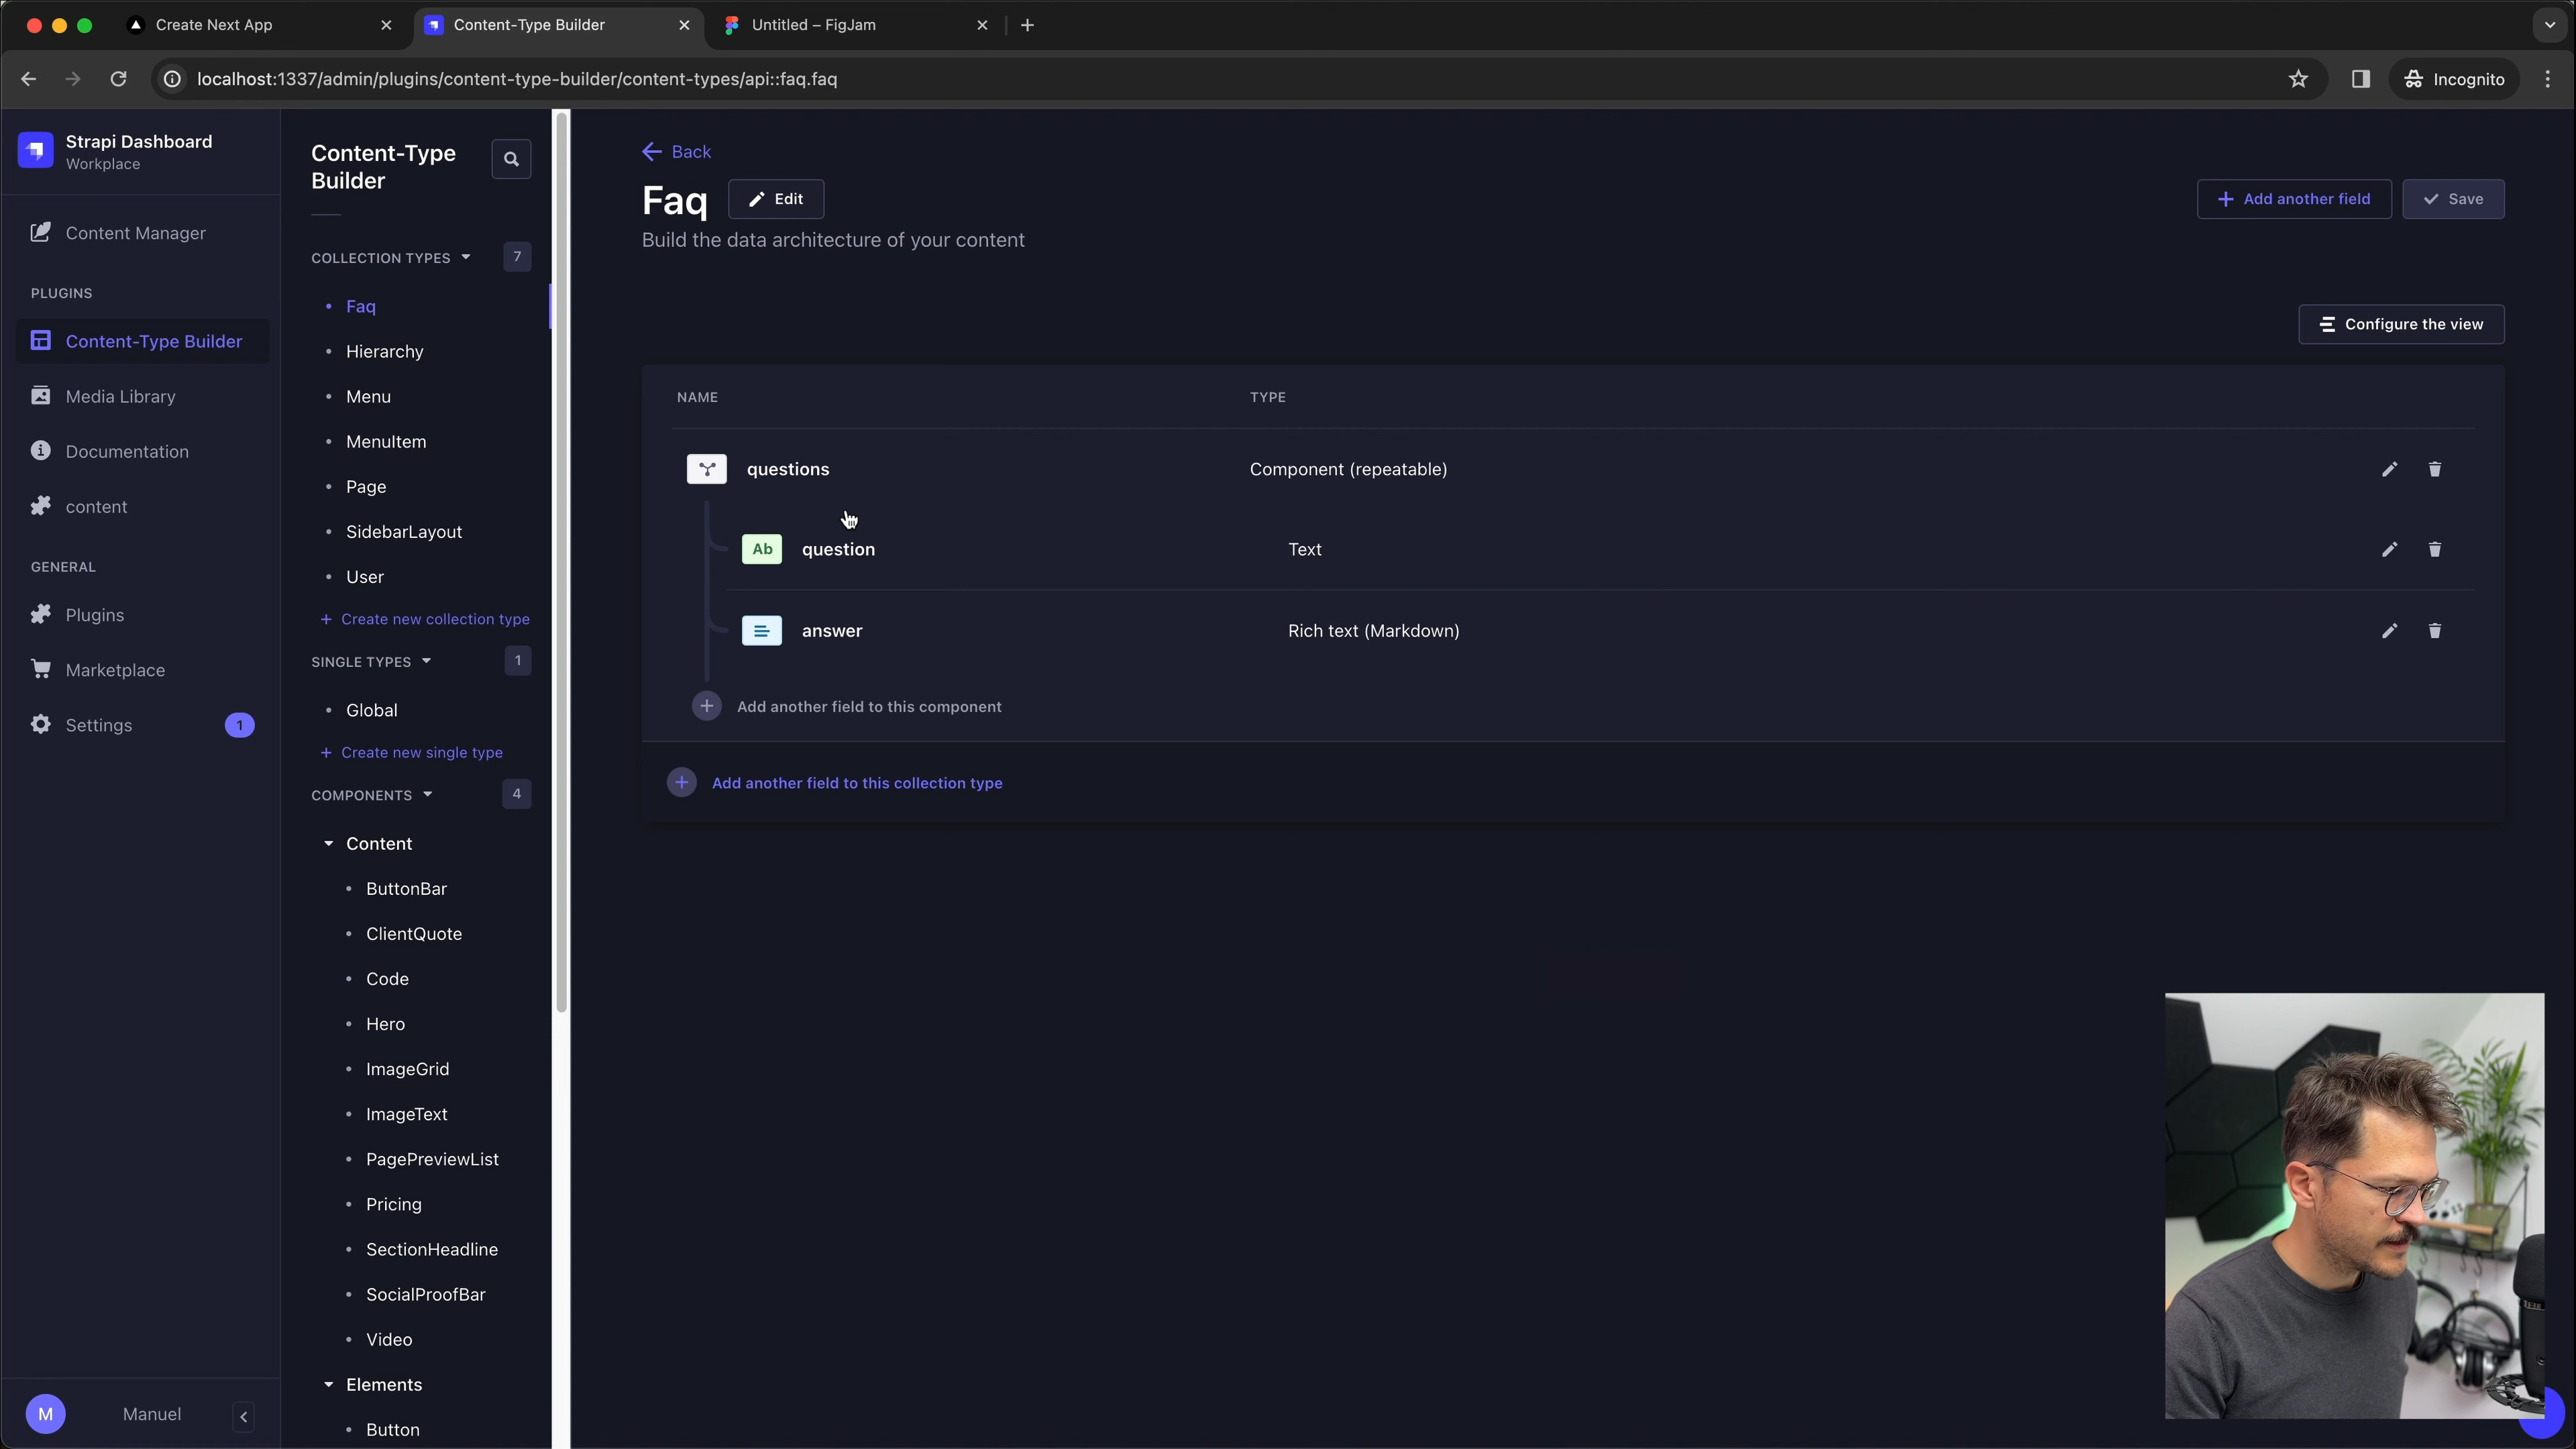 Create Next App
Content-Type Builder
Untitled – FigJam
localhost:1337/admin/plugins/content-type-builder/content-types/api::faq.faq
Incognito
Strapi Dashboard
Workplace
Content Manager
PLUGINS
Content-Type Builder
Media Library
Documentation
content
GENERAL
Plugins
Marketplace
Settings
1
M
Manuel
Content-Type
Builder
COLLECTION TYPES
7
Faq
Hierarchy
Menu
MenuItem
Page
SidebarLayout
User
+ Create new collection type
SINGLE TYPES
1
Global
+ Create new single type
COMPONENTS
4
Content
ButtonBar
ClientQuote
Code
Hero
ImageGrid
ImageText
PagePreviewList
Pricing
SectionHeadline
SocialProofBar
Video
Elements
Button
Back
Faq
Edit
Add another field
Save
Build the data architecture of your content
Configure the view
NAME
TYPE
questions
Component (repeatable)
Ab
question
Text
answer
Rich text (Markdown)
Add another field to this component
Add another field to this collection type